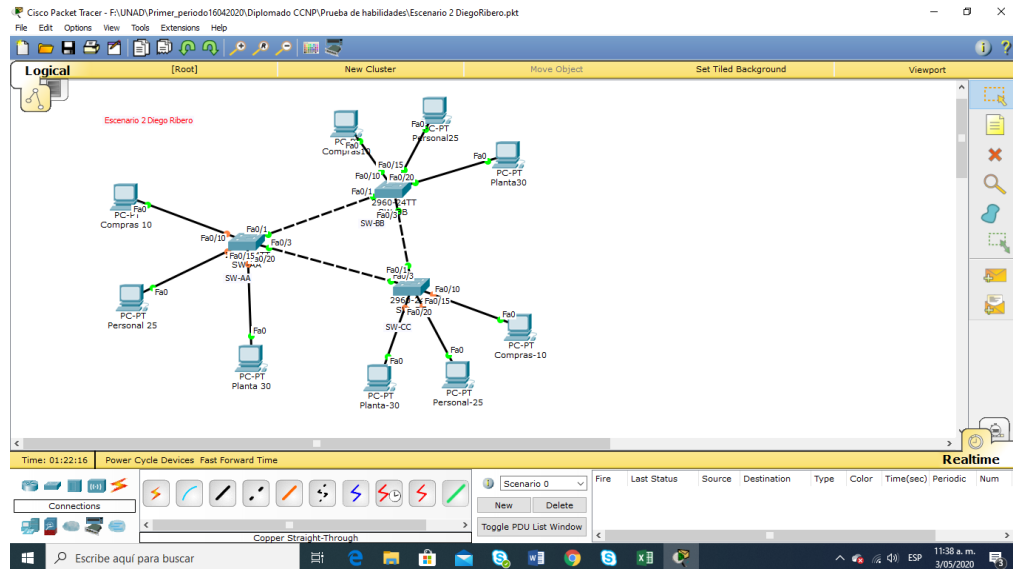 Cisco Packet Tracer - F:\UNAD\Primer_periodo16042020\Diplomado CCNP\Prueba de habilidades\Escenario 2 DiegoRibero.pkt
File Edit Options View Tools Extensions Help
Logical [Root] New Cluster Move Object Set Tiled Background Viewport
Escenario 2 Diego Ribero
Fa0
Personal25
Fa0
Compras10
Fa0
PC-PT
Planta30
Fa0/15
Fa0/10 Fa0/20
Fa0/1
2960-24TT
Fa0/3
SW-BB
Fa0
PC-PT
Compras 10
Fa0/1
Fa0/10
Fa0/3
Fa0/15
SW-AA
Fa0
PC-PT
Personal 25
Fa0
PC-PT
Planta 30
Fa0/1
Fa0/3
Fa0/10
Fa0/15
Fa0/20
SW-CC
Fa0
PC-PT
Compras-10
Fa0
PC-PT
Planta-30
Fa0
PC-PT
Personal-25
Time: 01:22:16 Power Cycle Devices Fast Forward Time
Realtime
Connections
Copper Straight-Through
Scenario 0
New Delete
Toggle PDU List Window
Fire Last Status Source Destination Type Color Time(sec) Periodic Num
Escribe aquí para buscar
ESP
11:38 a. m.
3/05/2020